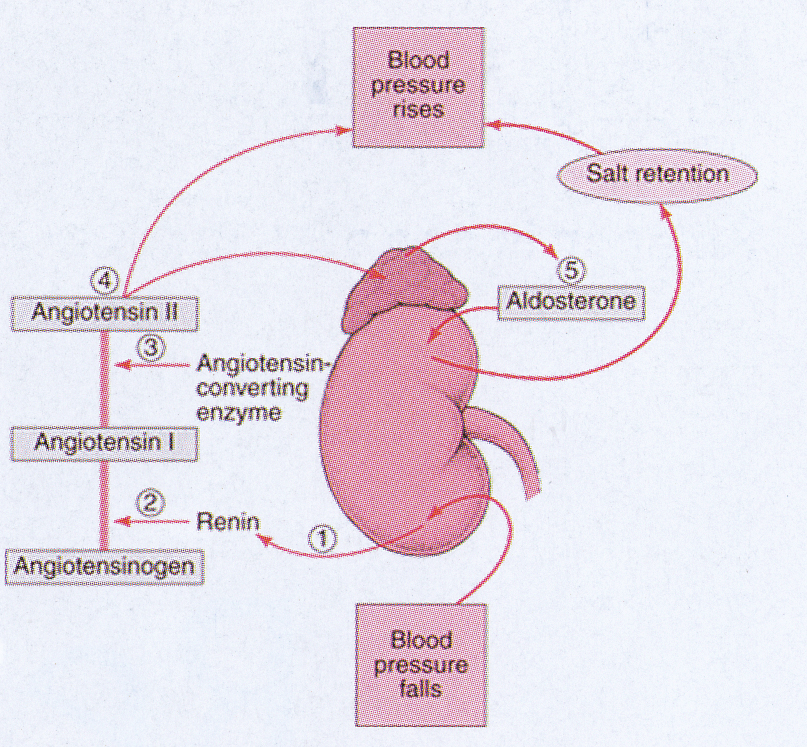 Blood
pressure
rises
Salt retention
④
Angiotensin II
⑤
Aldosterone
③
Angiotensin-
converting
enzyme
Angiotensin I
②
Renin
①
Angiotensinogen
Blood
pressure
falls